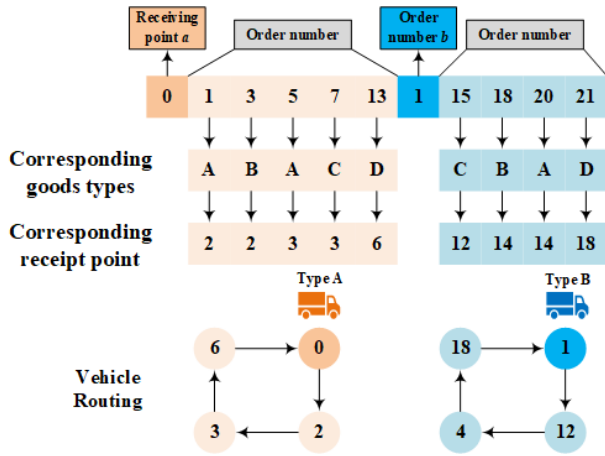 Receiving
point a
Order number
Order
number b
Order number
0 1 3 5 7 13 1 15 18 20 21
Corresponding
goods types
A B A C D C B A D
Corresponding
receipt point
2 2 3 3 6 12 14 14 18
Type A
Type B
6 0 18 1
Vehicle
Routing
3 2 4 12